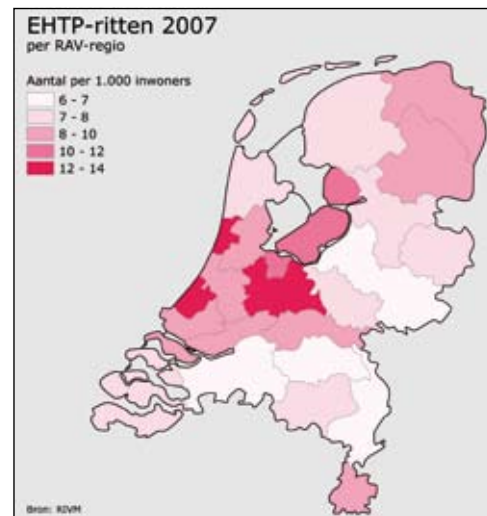 EHTP-ritten 2007
per RAV-regio
Aantal per 1.000 inwoners
6 - 7
7 - 8
8 - 10
10 - 12
12 - 14
Bron: RIVM